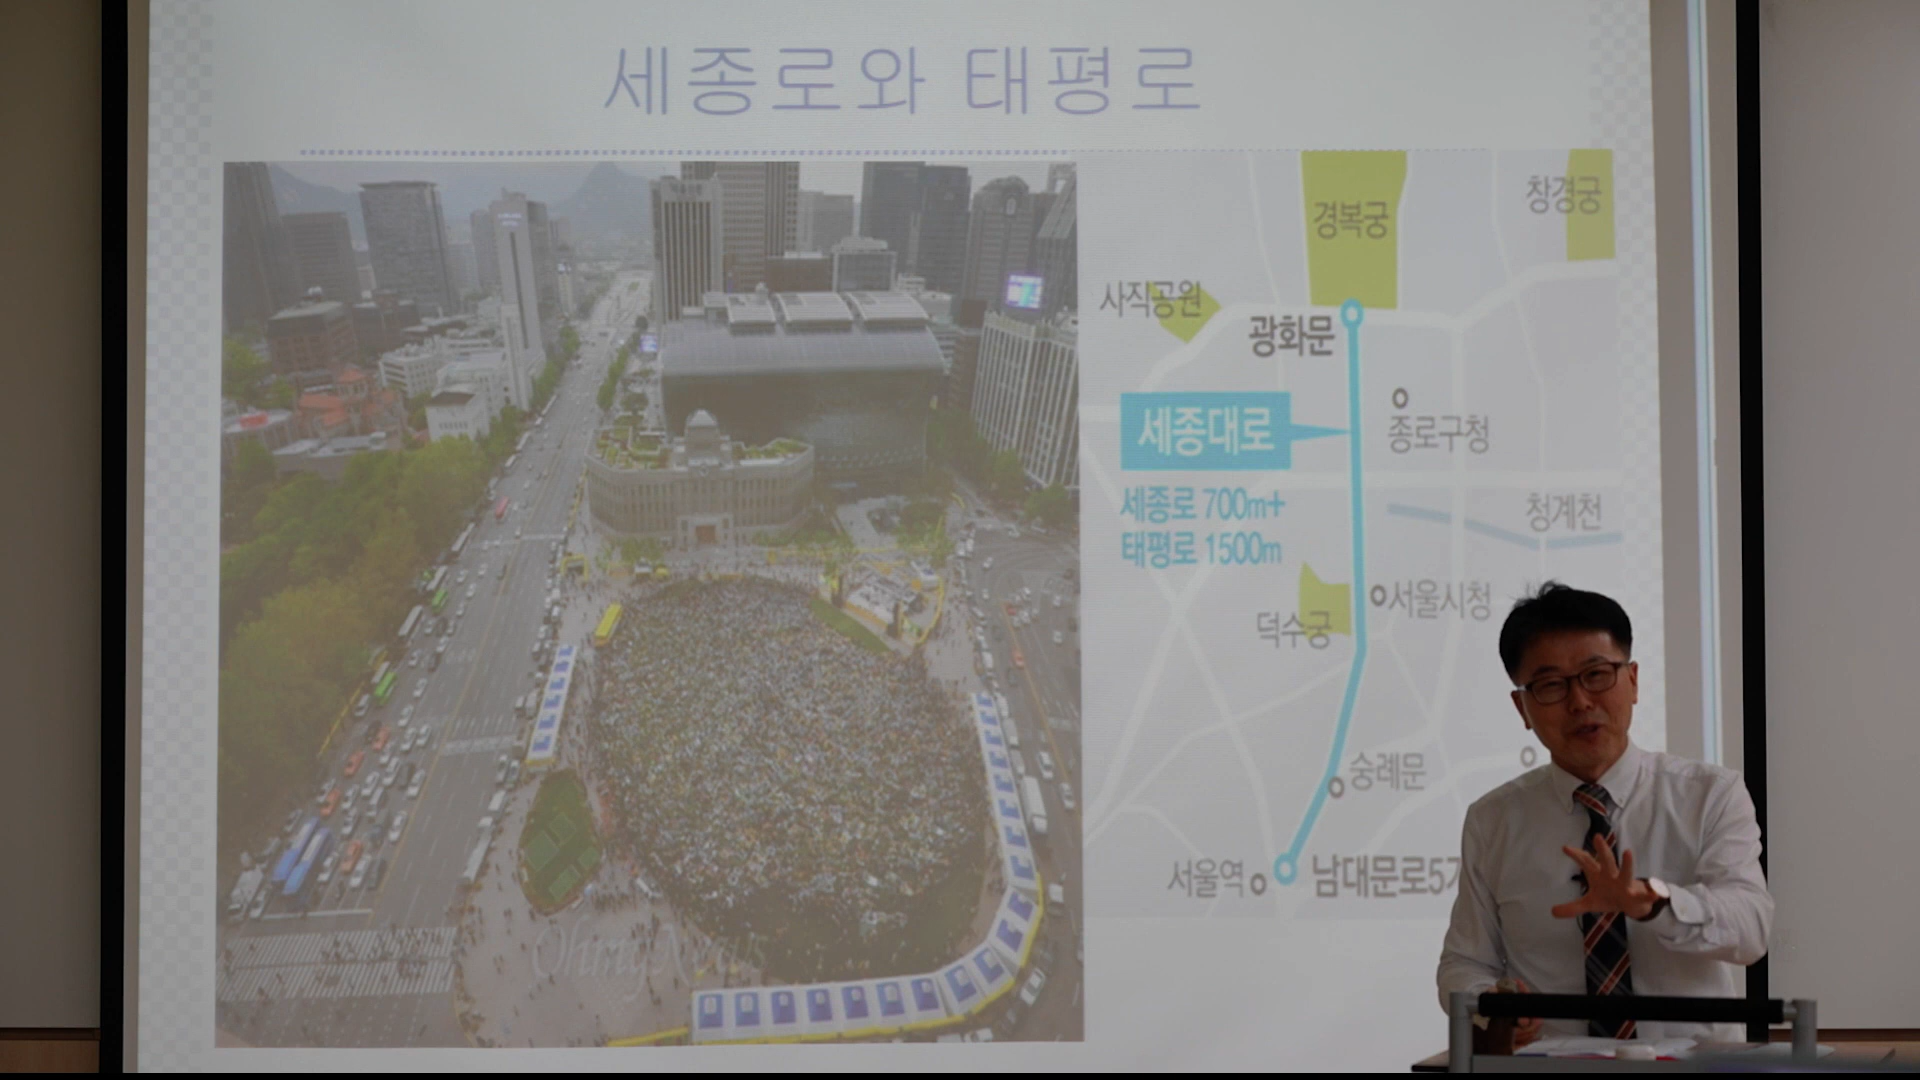 세종로와 태평로
경복궁
창경궁
사직공원
광화문
세종대로
종로구청
세종로 700m+
태평로 1500m
청계천
서울시청
덕수궁
숭례문
서울역
남대문로5가